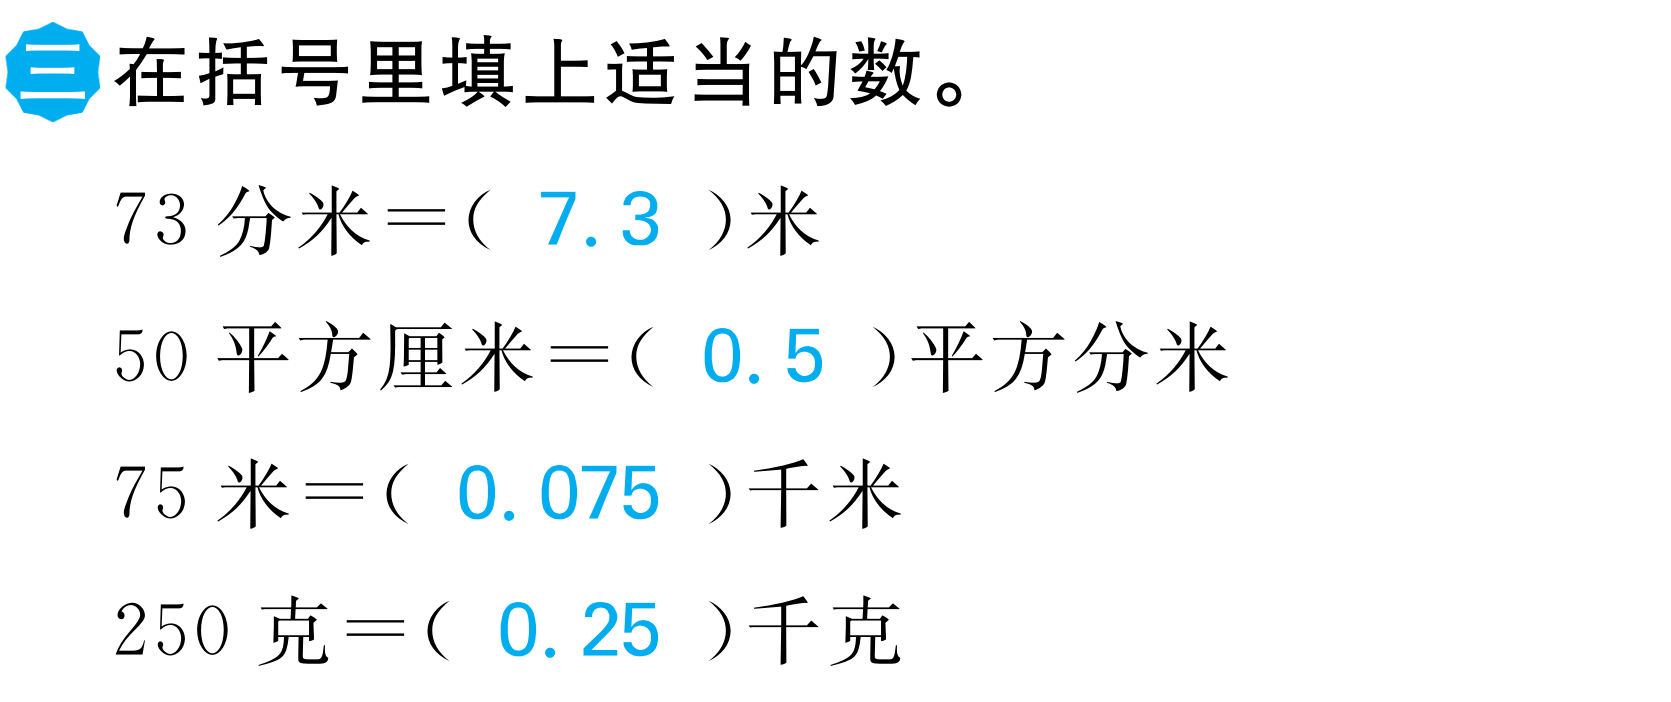 三 在括号里填上适当的数。
73 分米=( 7.3 )米
50 平方厘米=( 0.5 )平方分米
75 米=( 0.075 )千米
250 克=( 0.25 )千克